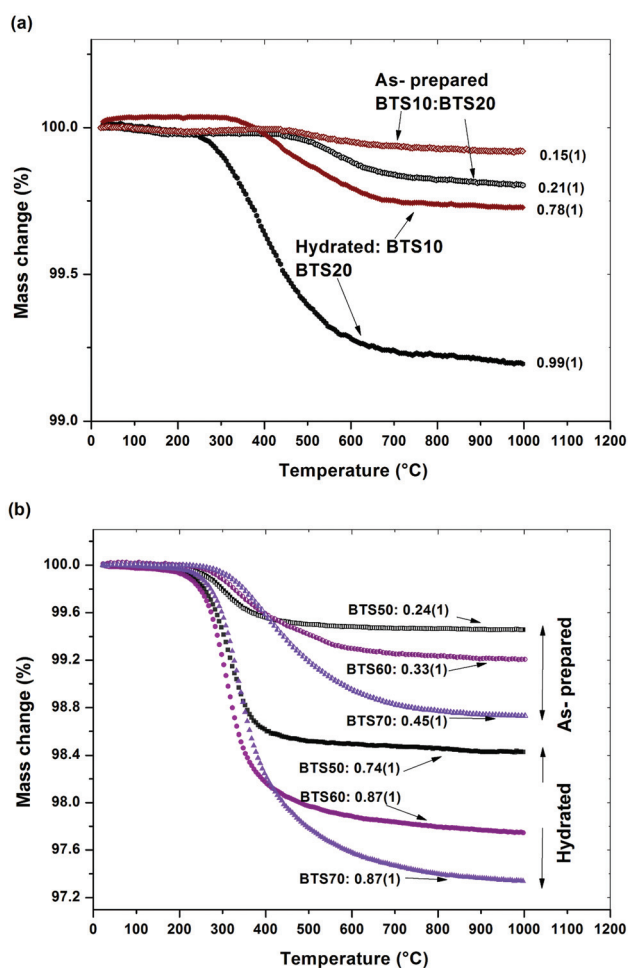 (a)
As- prepared
BTS10:BTS20
100.0
0.15(1)
0.21(1)
0.78(1)
Hydrated: BTS10
BTS20
99.5
0.99(1)
99.0
Mass change (%)
0 100 200 300 400 500 600 700 800 900 1000 1100 1200
Temperature (°C)
(b)
100.0
BTS50: 0.24(1)
99.6
BTS60: 0.33(1)
99.2
BTS70: 0.45(1)
98.8
As- prepared
98.4
BTS50: 0.74(1)
BTS60: 0.87(1)
98.0
97.6
BTS70: 0.87(1)
97.2
Hydrated
Mass change (%)
0 100 200 300 400 500 600 700 800 900 1000 1100 1200
Temperature (°C)